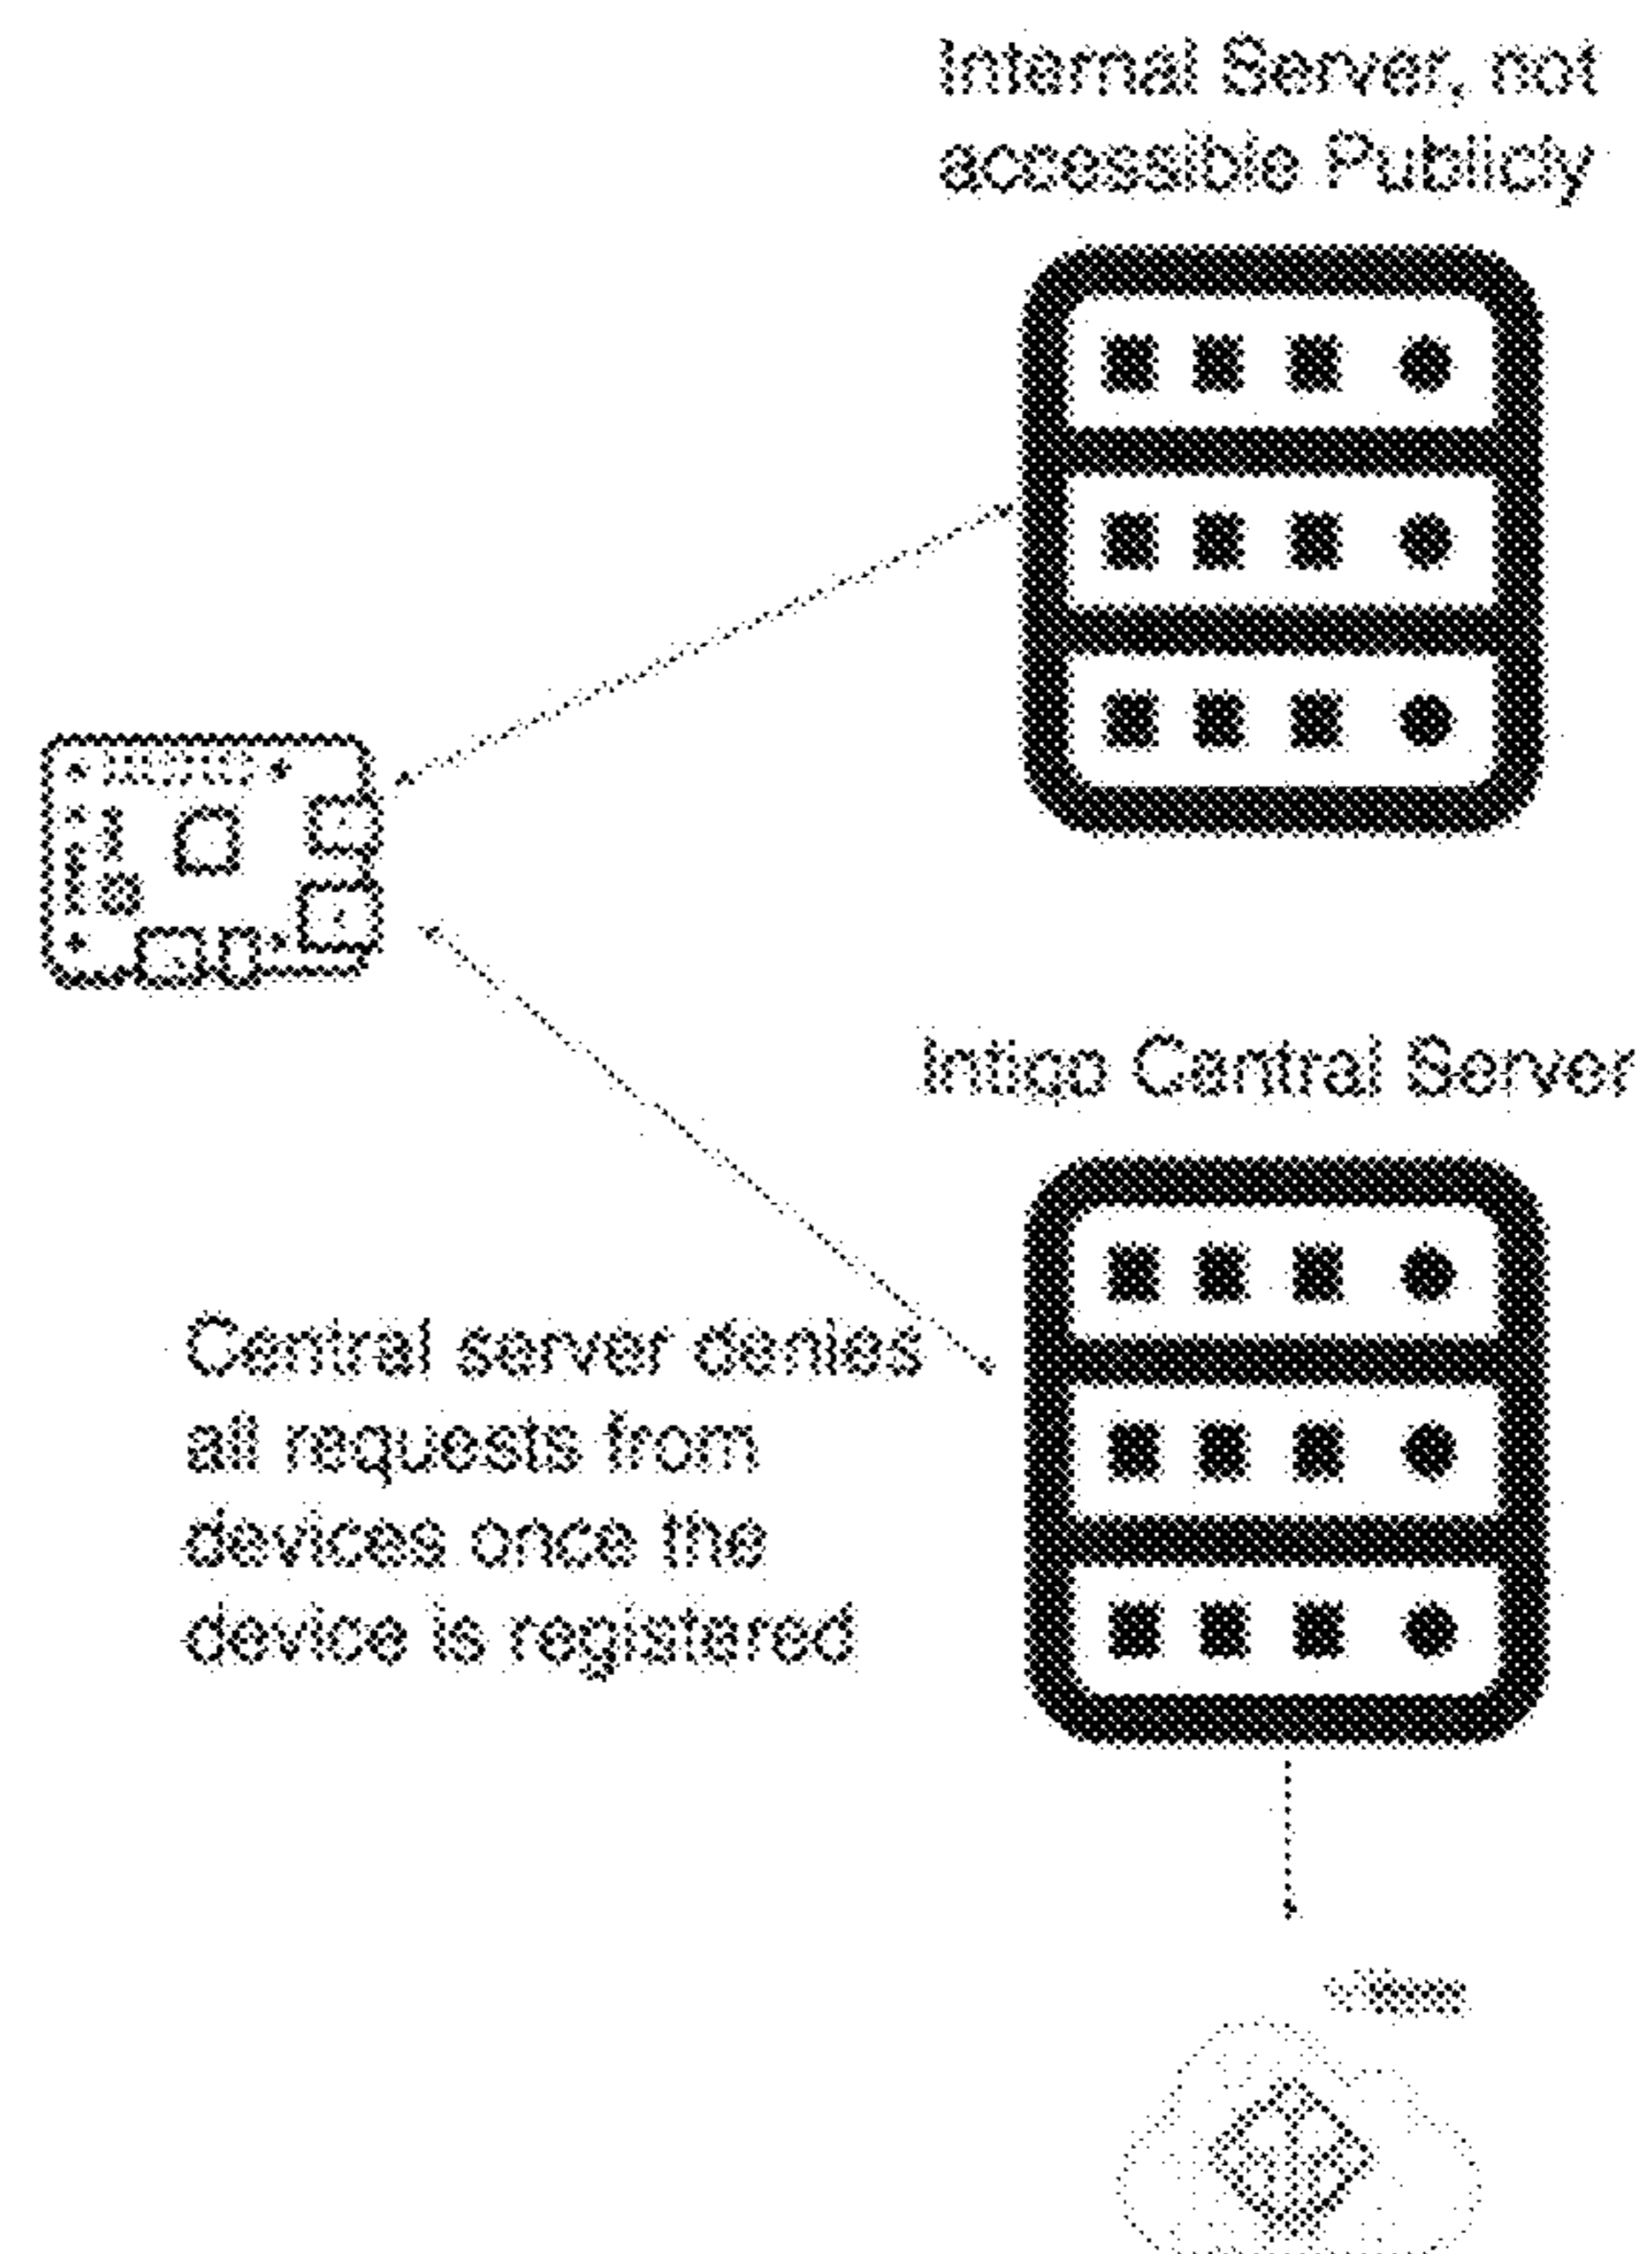 Internal Server, not
accessible Publicly
Central Server
Central server denies
all requests from
devices once the
device is registered